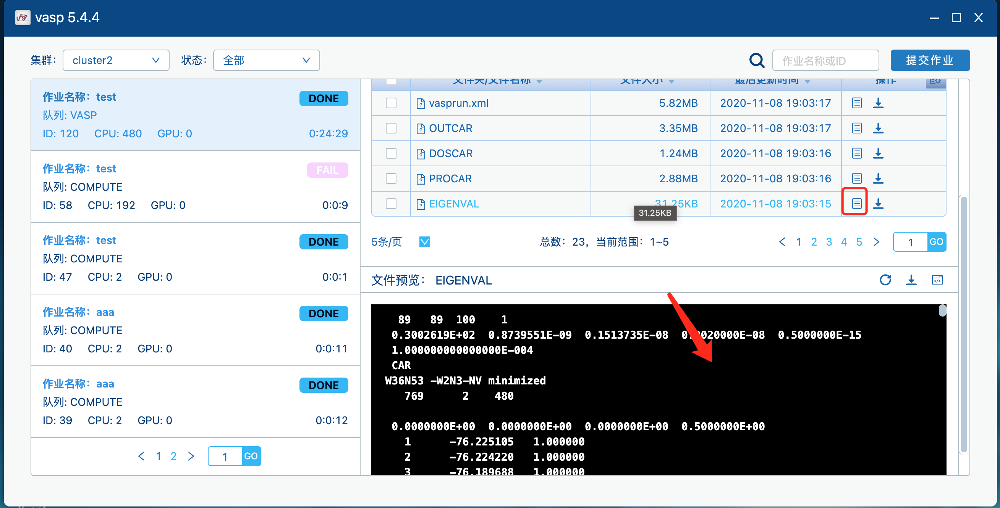 vasp 5.4.4
集群： cluster2 状态： 全部 作业名称或ID 提交作业
作业名称：test DONE
队列: VASP
ID: 120 CPU: 480 GPU: 0 0:24:29
作业名称：test FAIL
队列: COMPUTE
ID: 58 CPU: 192 GPU: 0 0:0:9
作业名称：test DONE
队列: COMPUTE
ID: 47 CPU: 2 GPU: 0 0:0:1
作业名称：aaa DONE
队列: COMPUTE
ID: 40 CPU: 2 GPU: 0 0:0:11
作业名称：aaa DONE
队列: COMPUTE
ID: 39 CPU: 2 GPU: 0 0:0:12
< 1 2 > 1 GO
文件夹/文件名称 文件大小 最后更新时间 操作
vasprun.xml 5.82MB 2020-11-08 19:03:17
OUTCAR 3.35MB 2020-11-08 19:03:17
DOSCAR 1.24MB 2020-11-08 19:03:16
PROCAR 2.88MB 2020-11-08 19:03:16
EIGENVAL 31.25KB 2020-11-08 19:03:15
31.25KB
5条/页 总数：23，当前范围：1~5 < 1 2 3 4 5 > 1 GO
文件预览： EIGENVAL
89 89 100 1
0.3002619E+02 0.8739551E-09 0.1513735E-08 020000E-08 0.5000000E-15
1.000000000000000E-004
CAR
W36N53 -W2N3-NV minimized
769 2 480
0.0000000E+00 0.0000000E+00 0.0000000E+00 0.5000000E+00
1 -76.225105 1.000000
2 -76.224220 1.000000
3 -76.189688 1.000000